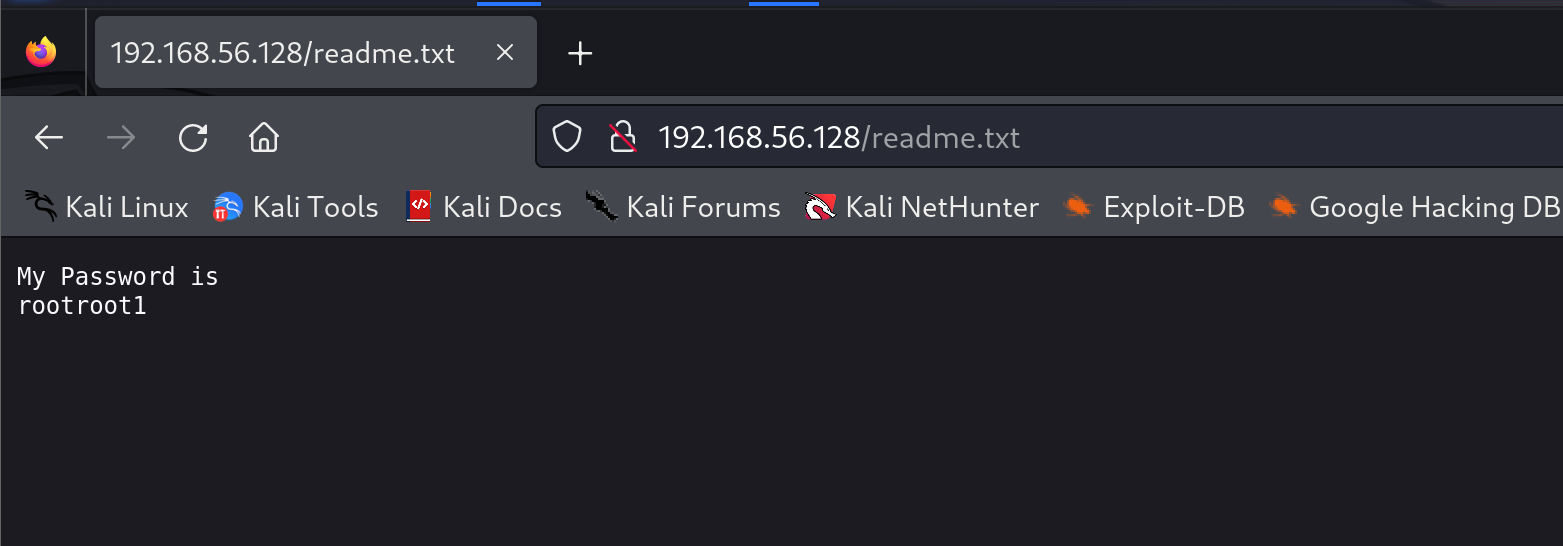 192.168.56.128/readme.txt
192.168.56.128/readme.txt
Kali Linux Kali Tools Kali Docs Kali Forums Kali NetHunter Exploit-DB Google Hacking DB
My Password is
rootroot1